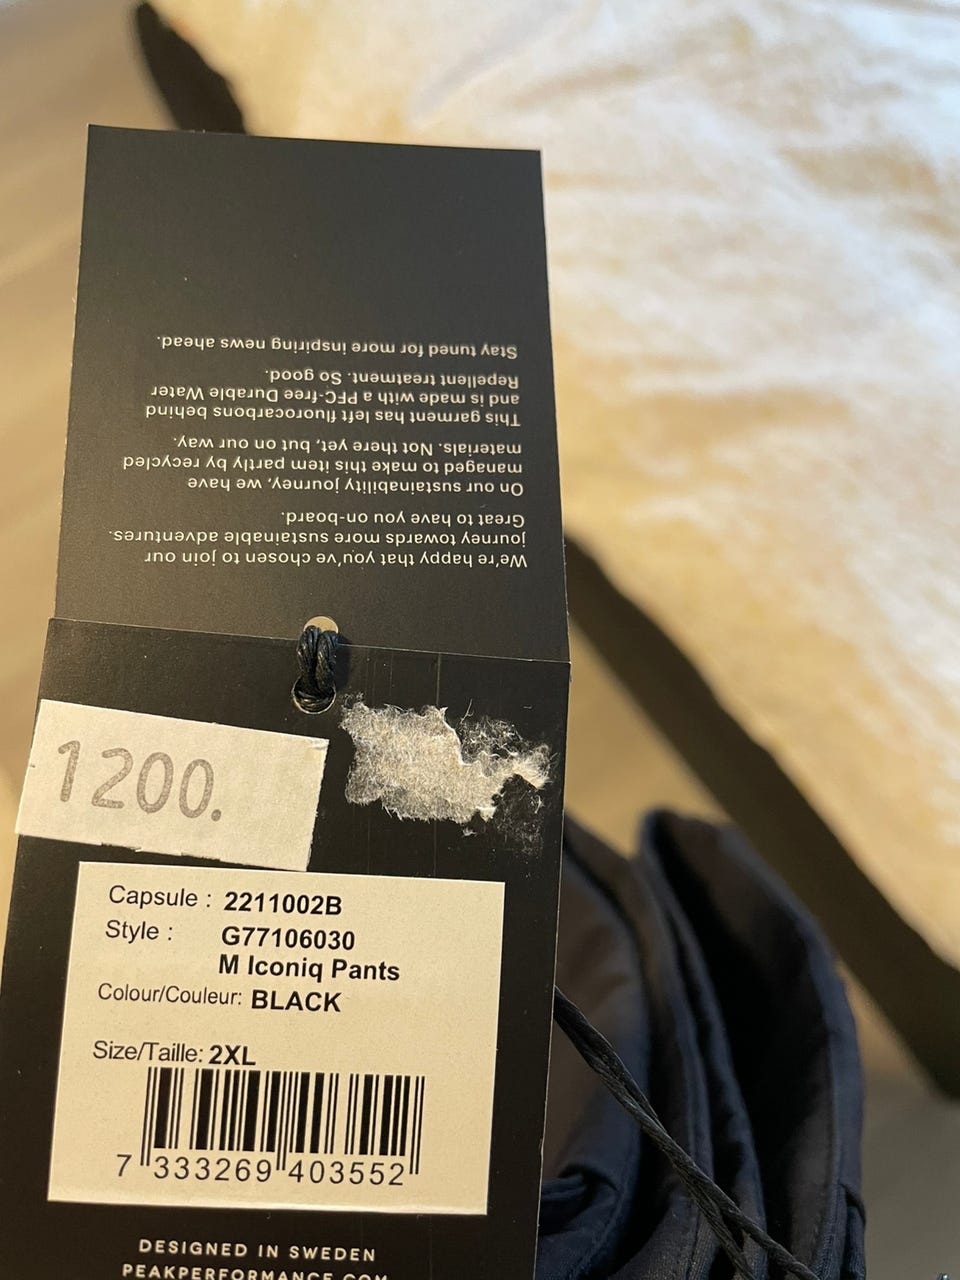 We're happy that you've chosen to join our
journey towards more sustainable adventures.
Great to have you on-board.
On our sustainability journey, we have
managed to make this item partly by recycled
materials. Not there yet, but on our way.
This garment has left fluorocarbons behind
and is made with a PFC-free Durable Water
Repellent treatment. So good.
Stay tuned for more inspiring news ahead.
1200.
Capsule : 2211002B
Style : G77106030
M Iconiq Pants
Colour/Couleur: BLACK
Size/Taille: 2XL
7 333269 403552
DESIGNED IN SWEDEN
PEAKPERFORMANCE.COM